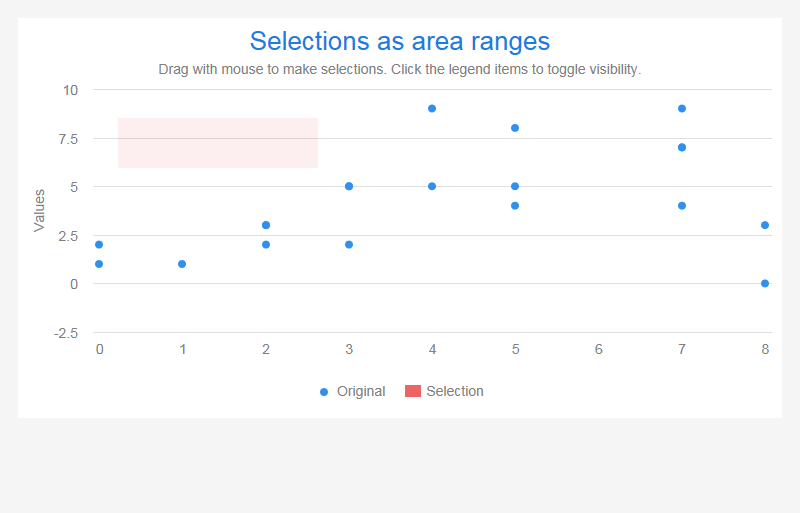 Selections as area ranges
Drag with mouse to make selections. Click the legend items to toggle visibility.
10
7.5
5
2.5
0
-2.5
Values
0 1 2 3 4 5 6 7 8
Original Selection